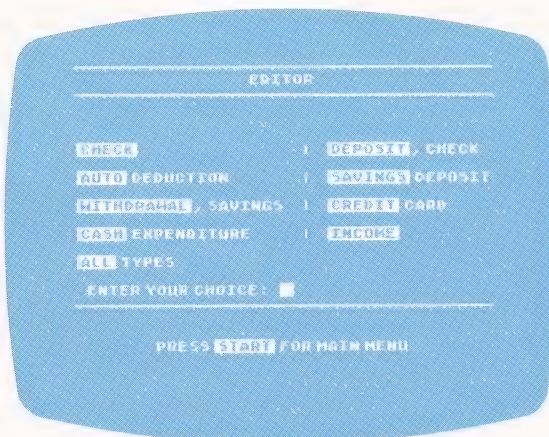 EDITOR
CHECK | DEPOSIT, CHECK
AUTO DEDUCTION | SAVINGS DEPOSIT
WITHDRAWAL, SAVINGS | CREDIT CARD
CASH EXPENDITURE | INCOME
ALL TYPES
ENTER YOUR CHOICE:
PRESS START FOR MAIN MENU